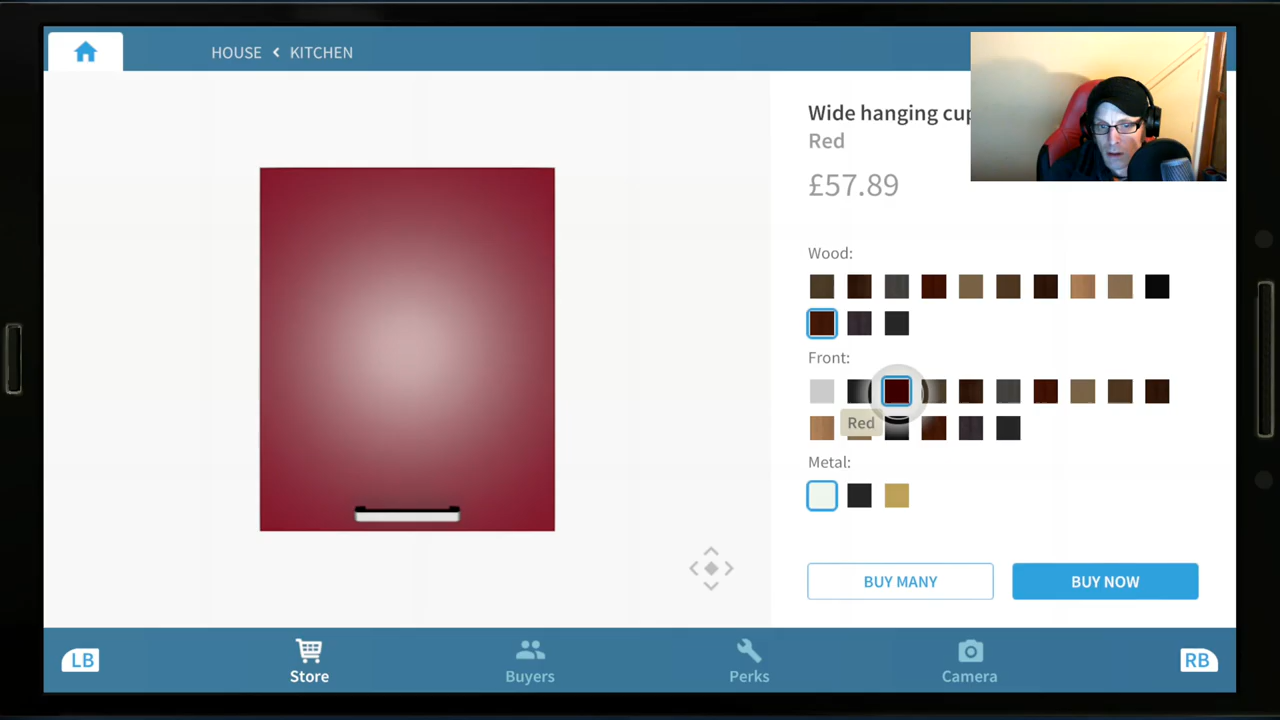 HOUSE < KITCHEN
Wide hanging
Red
£57.89
Wood:
Front:
Red
Metal:
BUY MANY
BUY NOW
LB
Store
Buyers
Perks
Camera
RB